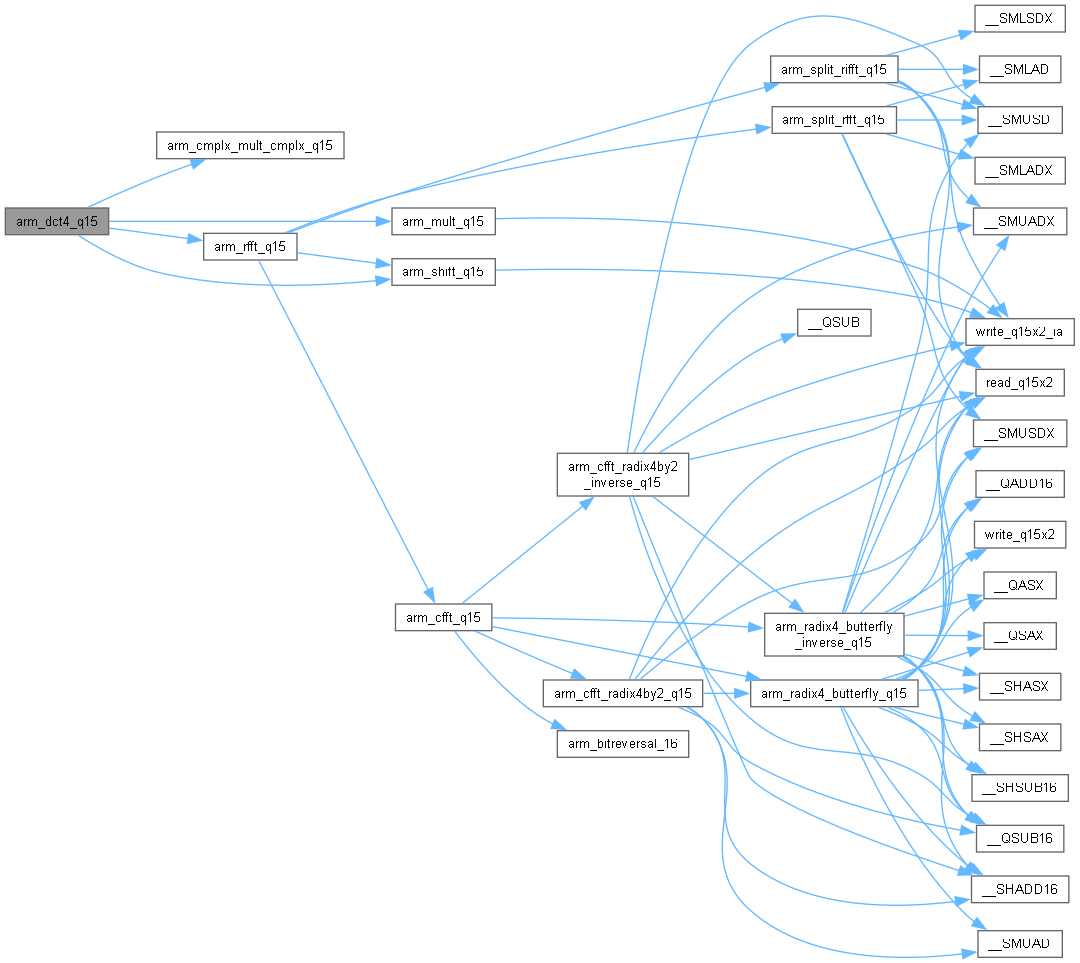 arm_dct4_q15
arm_cmplx_mult_cmplx_q15
arm_rfft_q15
arm_mult_q15
arm_shift_q15
arm_cfft_q15
arm_cfft_radix4by2
_inverse_q15
arm_cfft_radix4by2_q15
arm_bitreversal_16
arm_split_rifft_q15
arm_split_rfft_q15
__QSUB
arm_radix4_butterfly
_inverse_q15
arm_radix4_butterfly_q15
__SMLSDX
__SMLAD
__SMUSD
__SMLADX
__SMUADX
write_q15x2_ia
read_q15x2
__SMUSDX
__QADD16
write_q15x2
__QASX
__QSAX
__SHASX
__SHSAX
__SHSUB16
__QSUB16
__SHADD16
__SMUAD